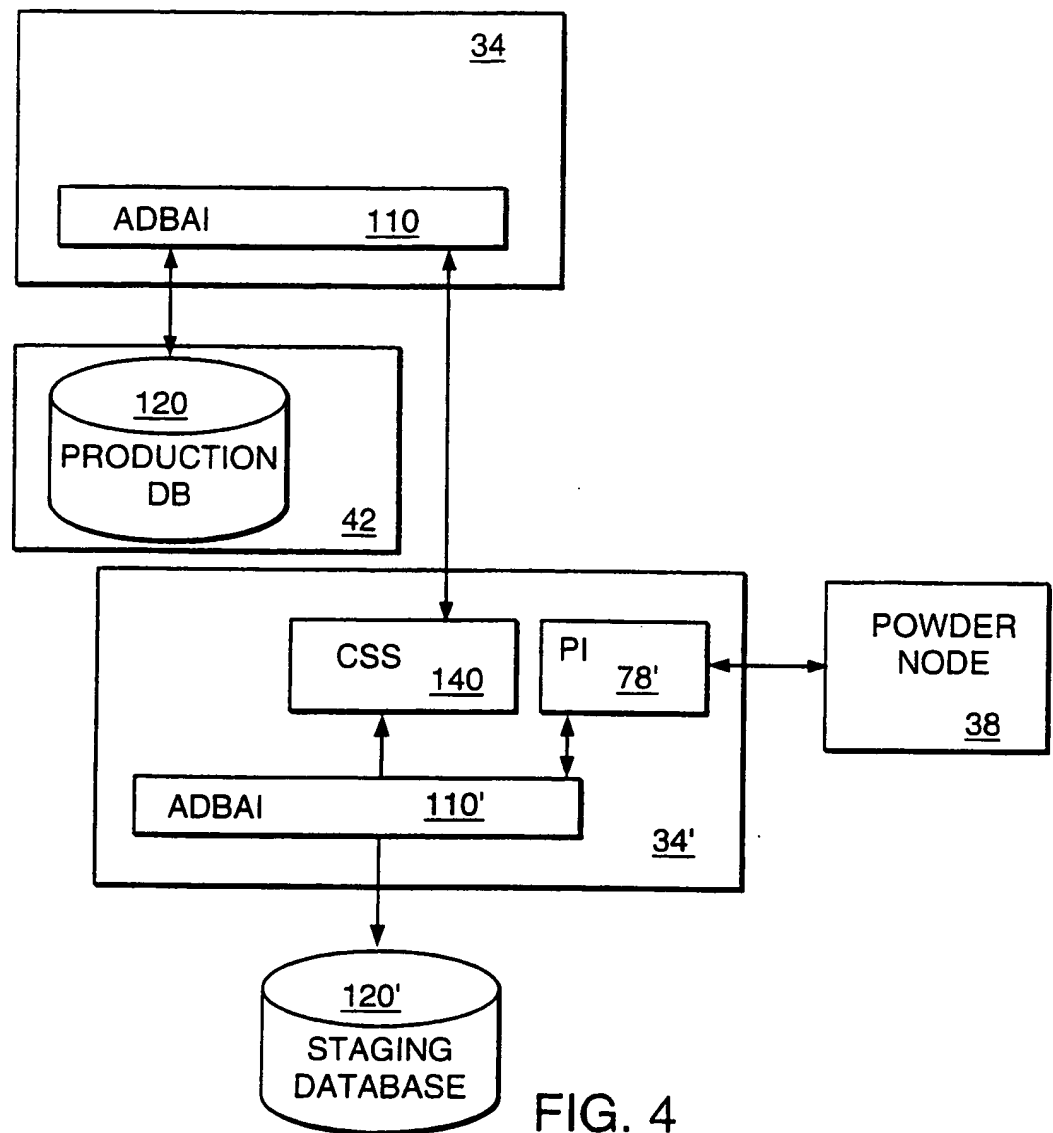 34
ADBAI 110
120
PRODUCTION
DB
42
CSS
140
PI
78'
POWDER
NODE
38
ADBAI 110'
34'
120'
STAGING
DATABASE
FIG. 4